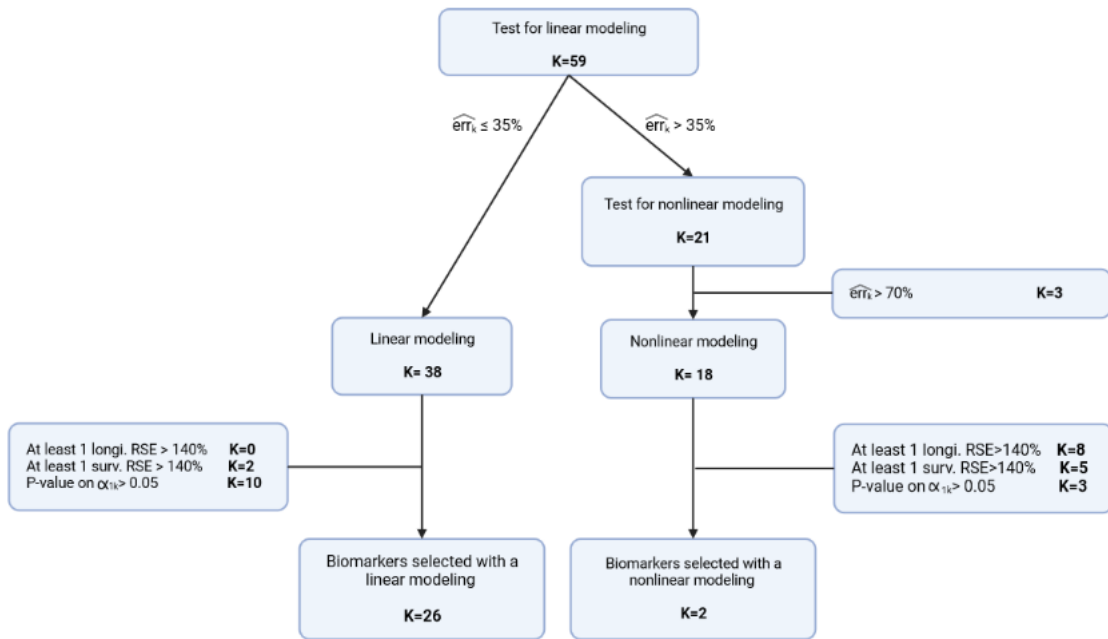 Test for linear modeling
K=59
êrr̂ₖ ≤ 35%
êrr̂ₖ > 35%
Test for nonlinear modeling
K=21
êrr̂ₖ > 70% K=3
Linear modeling
K= 38
Nonlinear modeling
K= 18
At least 1 longi. RSE > 140% K=0
At least 1 surv. RSE > 140% K=2
P-value on α₁ₖ> 0.05 K=10
At least 1 longi. RSE>140% K=8
At least 1 surv. RSE>140% K=5
P-value on α₁ₖ> 0.05 K=3
Biomarkers selected with a
linear modeling
K=26
Biomarkers selected with a
nonlinear modeling
K=2